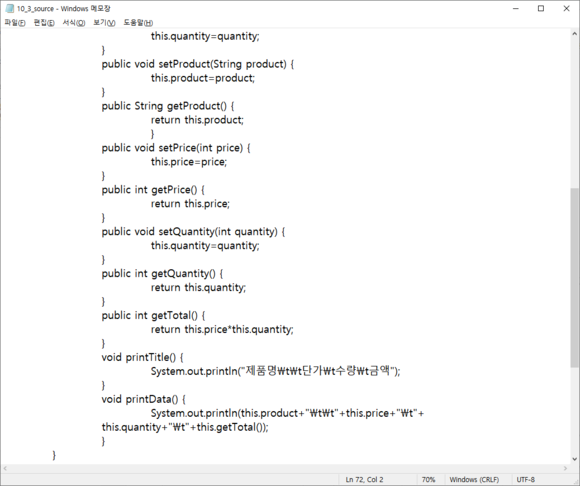 10_3_source - Windows 메모장
파일(F) 편집(E) 서식(O) 보기(V) 도움말(H)
this.quantity=quantity;
}
public void setProduct(String product) {
this.product=product;
}
public String getProduct() {
return this.product;
}
public void setPrice(int price) {
this.price=price;
}
public int getPrice() {
return this.price;
}
public void setQuantity(int quantity) {
this.quantity=quantity;
}
public int getQuantity() {
return this.quantity;
}
public int getTotal() {
return this.price*this.quantity;
}
void printTitle() {
System.out.println("제품명₩t₩t단가₩t수량₩t금액");
}
void printData() {
System.out.println(this.product+"₩t₩t"+this.price+"₩t"+
this.quantity+"₩t"+this.getTotal());
}
}
Ln 72, Col 2 70% Windows (CRLF) UTF-8